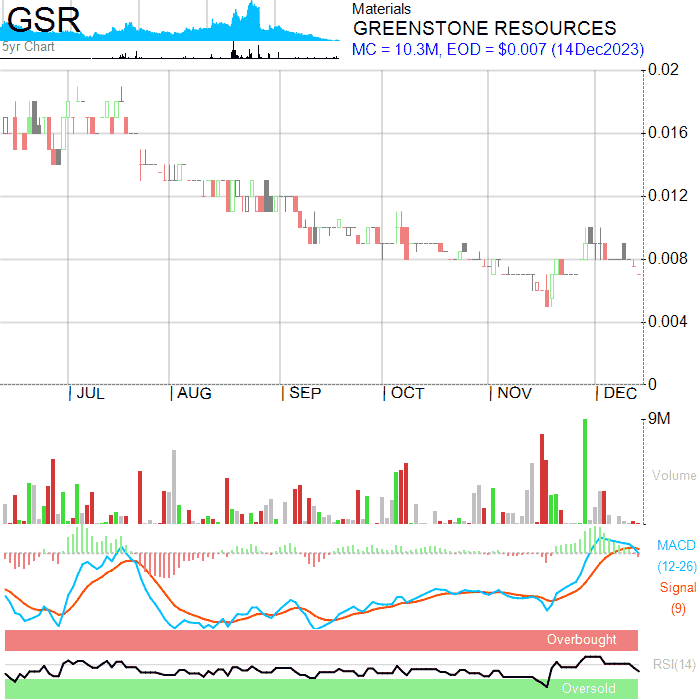 GSR
5yr Chart
Materials
GREENSTONE RESOURCES
MC = 10.3M, EOD = $0.007 (14Dec2023)
0.02
0.016
0.012
0.008
0.004
0
JUL AUG SEP OCT NOV DEC
9M
Volume
MACD
(12-26)
Signal
(9)
Overbought
RSI(14)
Oversold